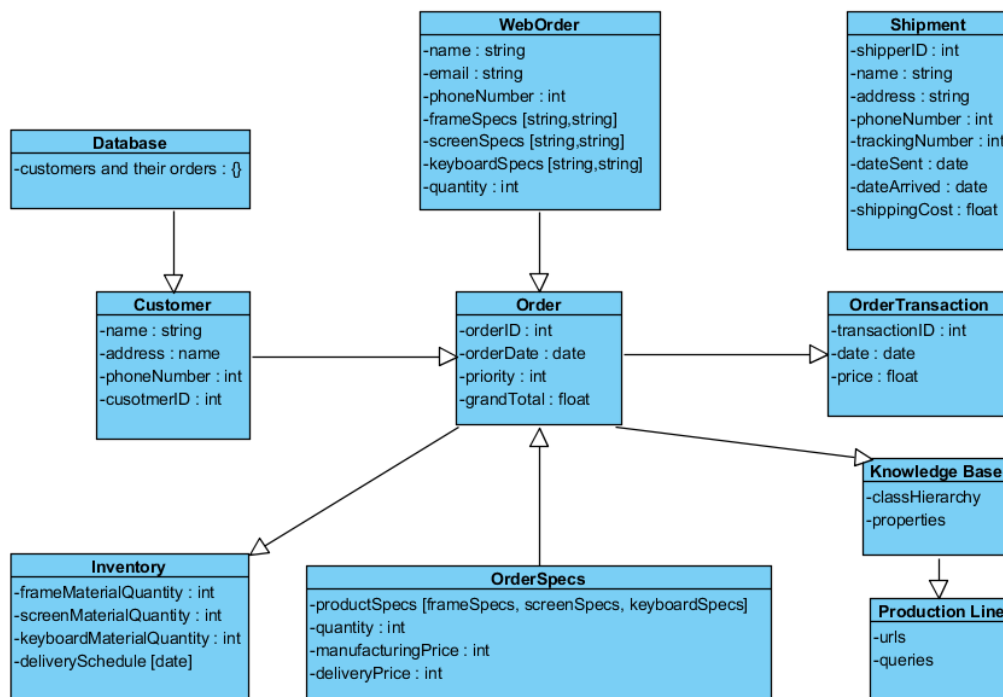 WebOrder
-name : string
-email : string
-phoneNumber : int
-frameSpecs [string,string]
-screenSpecs [string,string]
-keyboardSpecs [string,string]
-quantity : int
Shipment
-shipperID : int
-name : string
-address : string
-phoneNumber : int
-trackingNumber : int
-dateSent : date
-dateArrived : date
-shippingCost : float
Database
-customers and their orders : {}
Customer
-name : string
-address : name
-phoneNumber : int
-cusotmerID : int
Order
-orderID : int
-orderDate : date
-priority : int
-grandTotal : float
OrderTransaction
-transactionID : int
-date : date
-price : float
Knowledge Base
-classHierarchy
-properties
Inventory
-frameMaterialQuantity : int
-screenMaterialQuantity : int
-keyboardMaterialQuantity : int
-deliverySchedule [date]
OrderSpecs
-productSpecs [frameSpecs, screenSpecs, keyboardSpecs]
-quantity : int
-manufacturingPrice : int
-deliveryPrice : int
Production Line
-urls
-queries